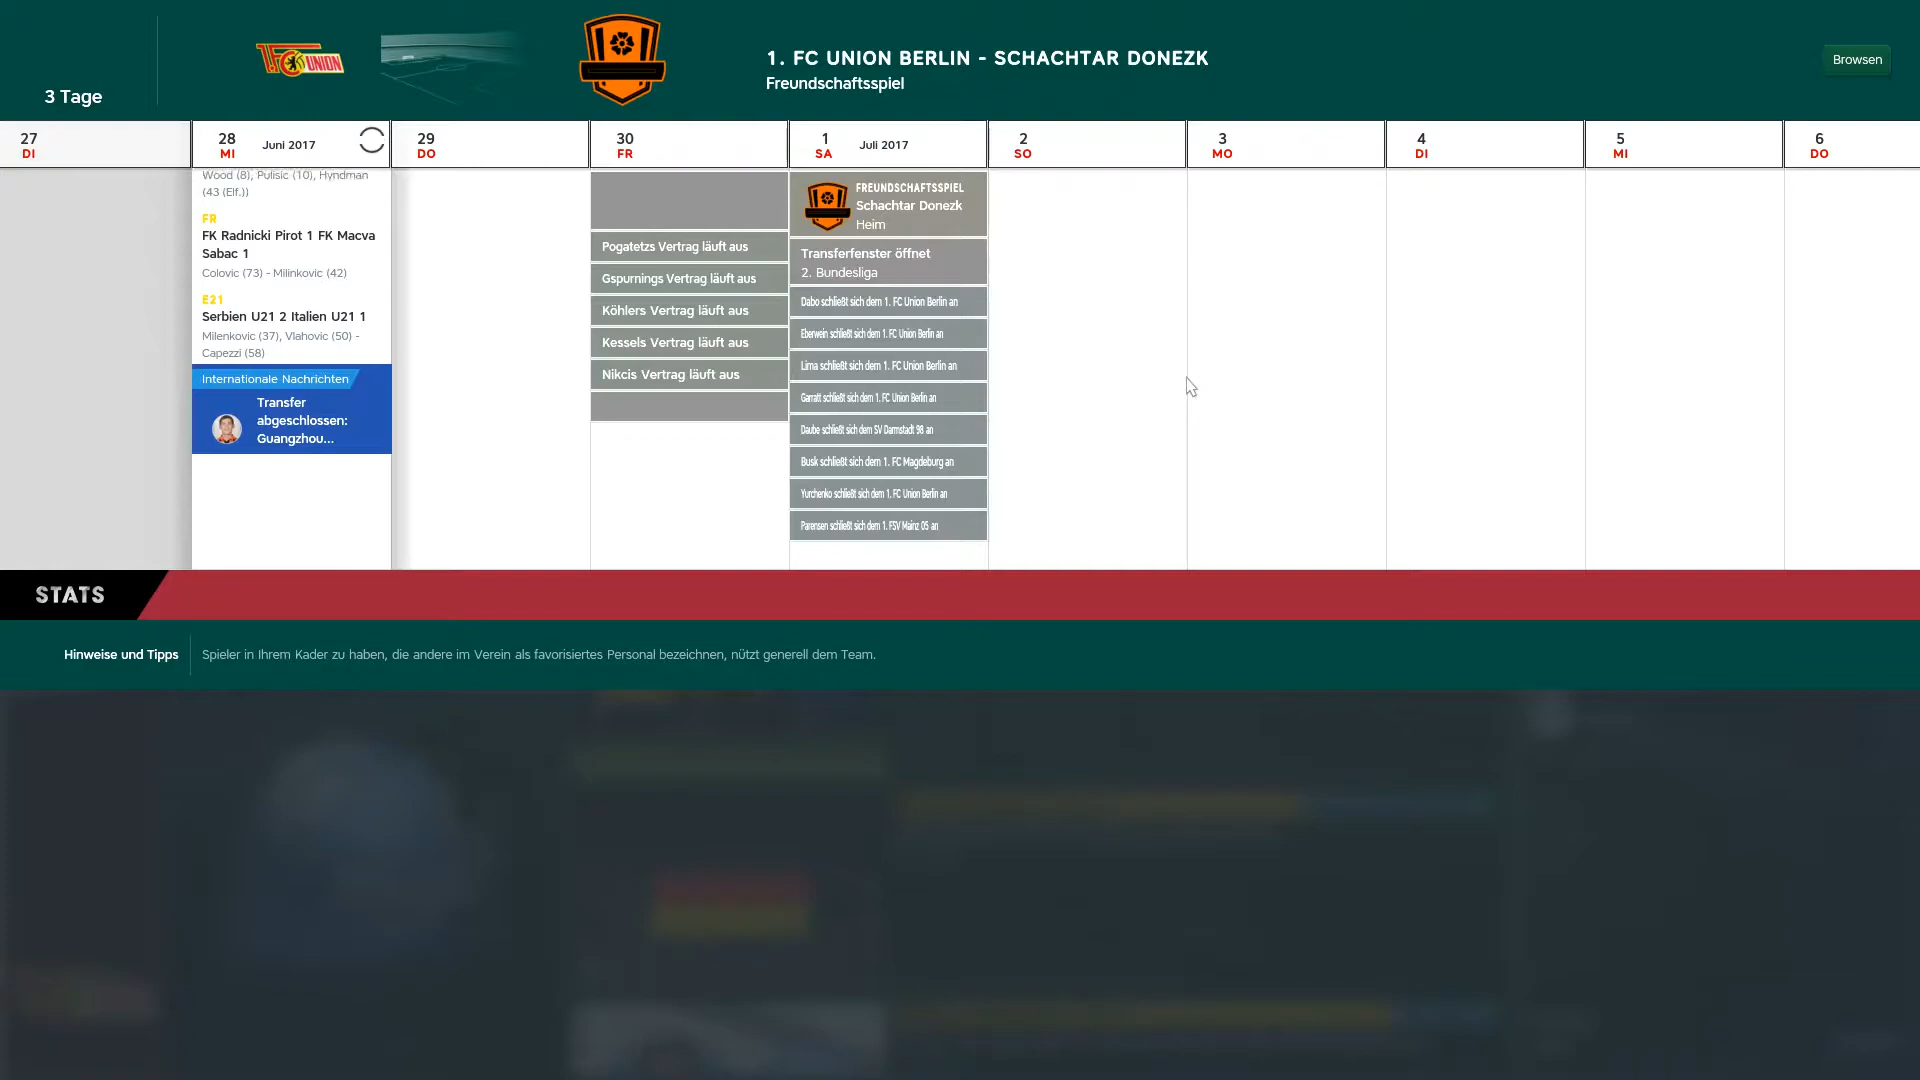 3 Tage
1. FC UNION BERLIN - SCHACHTAR DONEZK
Freundschaftsspiel
Browsen
27
DI
28
MI
Juni 2017
29
DO
30
FR
1
SA
Juli 2017
2
SO
3
MO
4
DI
5
MI
6
DO
Wood (8), Pulisic (10), Hyndman
(43 (Elf.))
FR
FK Radnicki Pirot 1 FK Macva
Sabac 1
Colovic (73) - Milinkovic (42)
E21
Serbien U21 2 Italien U21 1
Milenkovic (37), Vlahovic (50) -
Capezzi (58)
Internationale Nachrichten
Transfer
abgeschlossen:
Guangzhou...
Pogatetzs Vertrag läuft aus
Gspurnings Vertrag läuft aus
Köhlers Vertrag läuft aus
Kessels Vertrag läuft aus
Nikcis Vertrag läuft aus
FREUNDSCHAFTSSPIEL
Schachtar Donezk
Heim
Transferfenster öffnet
2. Bundesliga
Dabo schließt sich dem 1. FC Union Berlin an
Eberwein schließt sich dem 1. FC Union Berlin an
Lima schließt sich dem 1. FC Union Berlin an
Garratt schließt sich dem 1. FC Union Berlin an
Daube schließt sich dem SV Darmstadt 98 an
Busk schließt sich dem 1. FC Magdeburg an
Yurchenko schließt sich dem 1. FC Union Berlin an
Parensen schließt sich dem 1. FSV Mainz 05 an
STATS
Hinweise und Tipps
Spieler in Ihrem Kader zu haben, die andere im Verein als favorisiertes Personal bezeichnen, nützt generell dem Team.